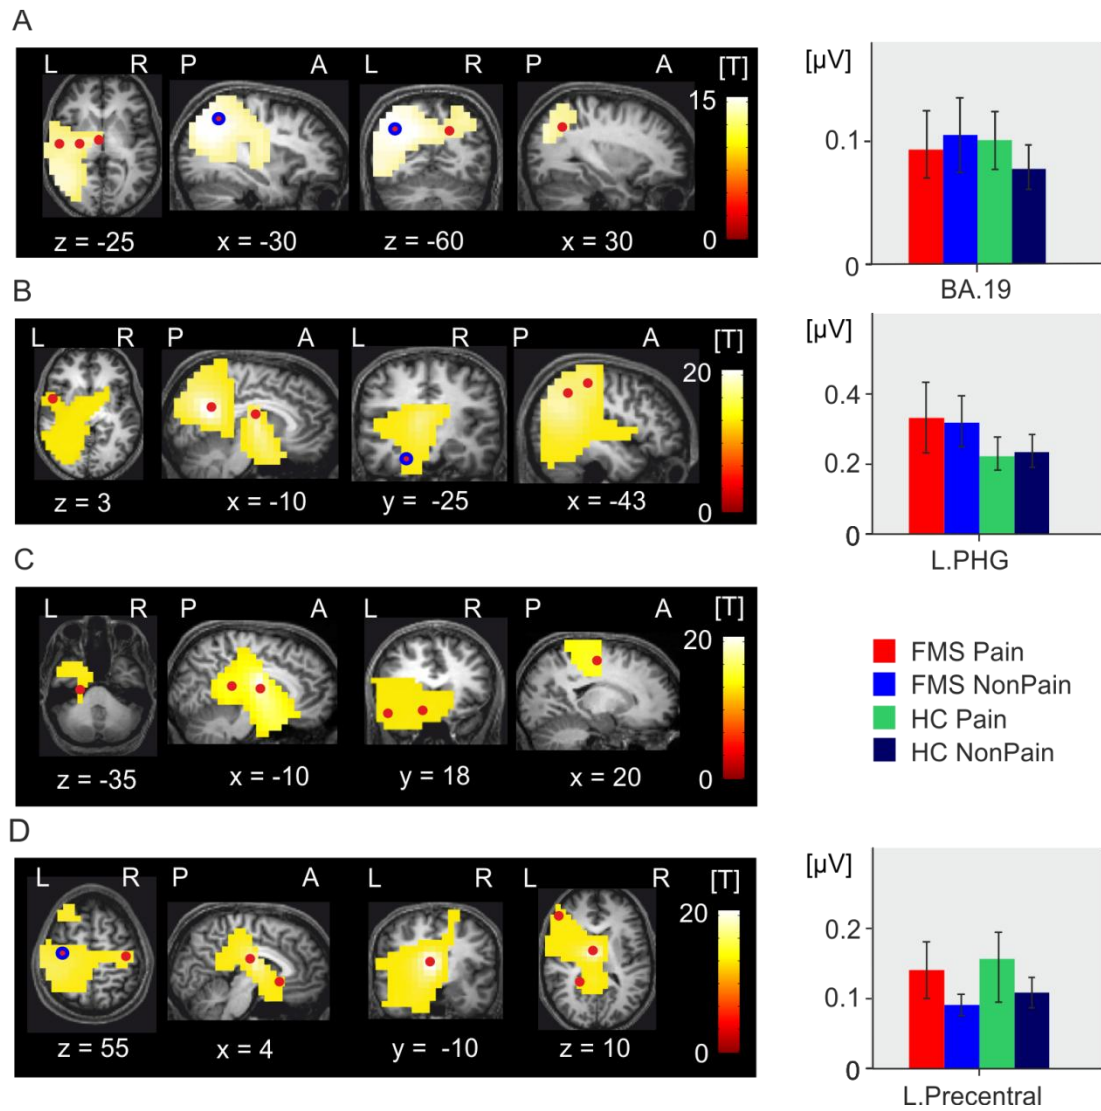 A
L R P A L R P A [T]
15
0
z = -25 x = -30 z = -60 x = 30
[µV]
0.1
0
BA.19
B
L R P A L R P A [T]
20
0
z = 3 x = -10 y = -25 x = -43
[µV]
0.4
0.2
0
L.PHG
C
L R P A L R P A [T]
20
0
z = -35 x = -10 y = 18 x = 20
FMS Pain
FMS NonPain
HC Pain
HC NonPain
D
L R P A L R L R [T]
20
0
z = 55 x = 4 y = -10 z = 10
[µV]
0.2
0.1
0
L.Precentral